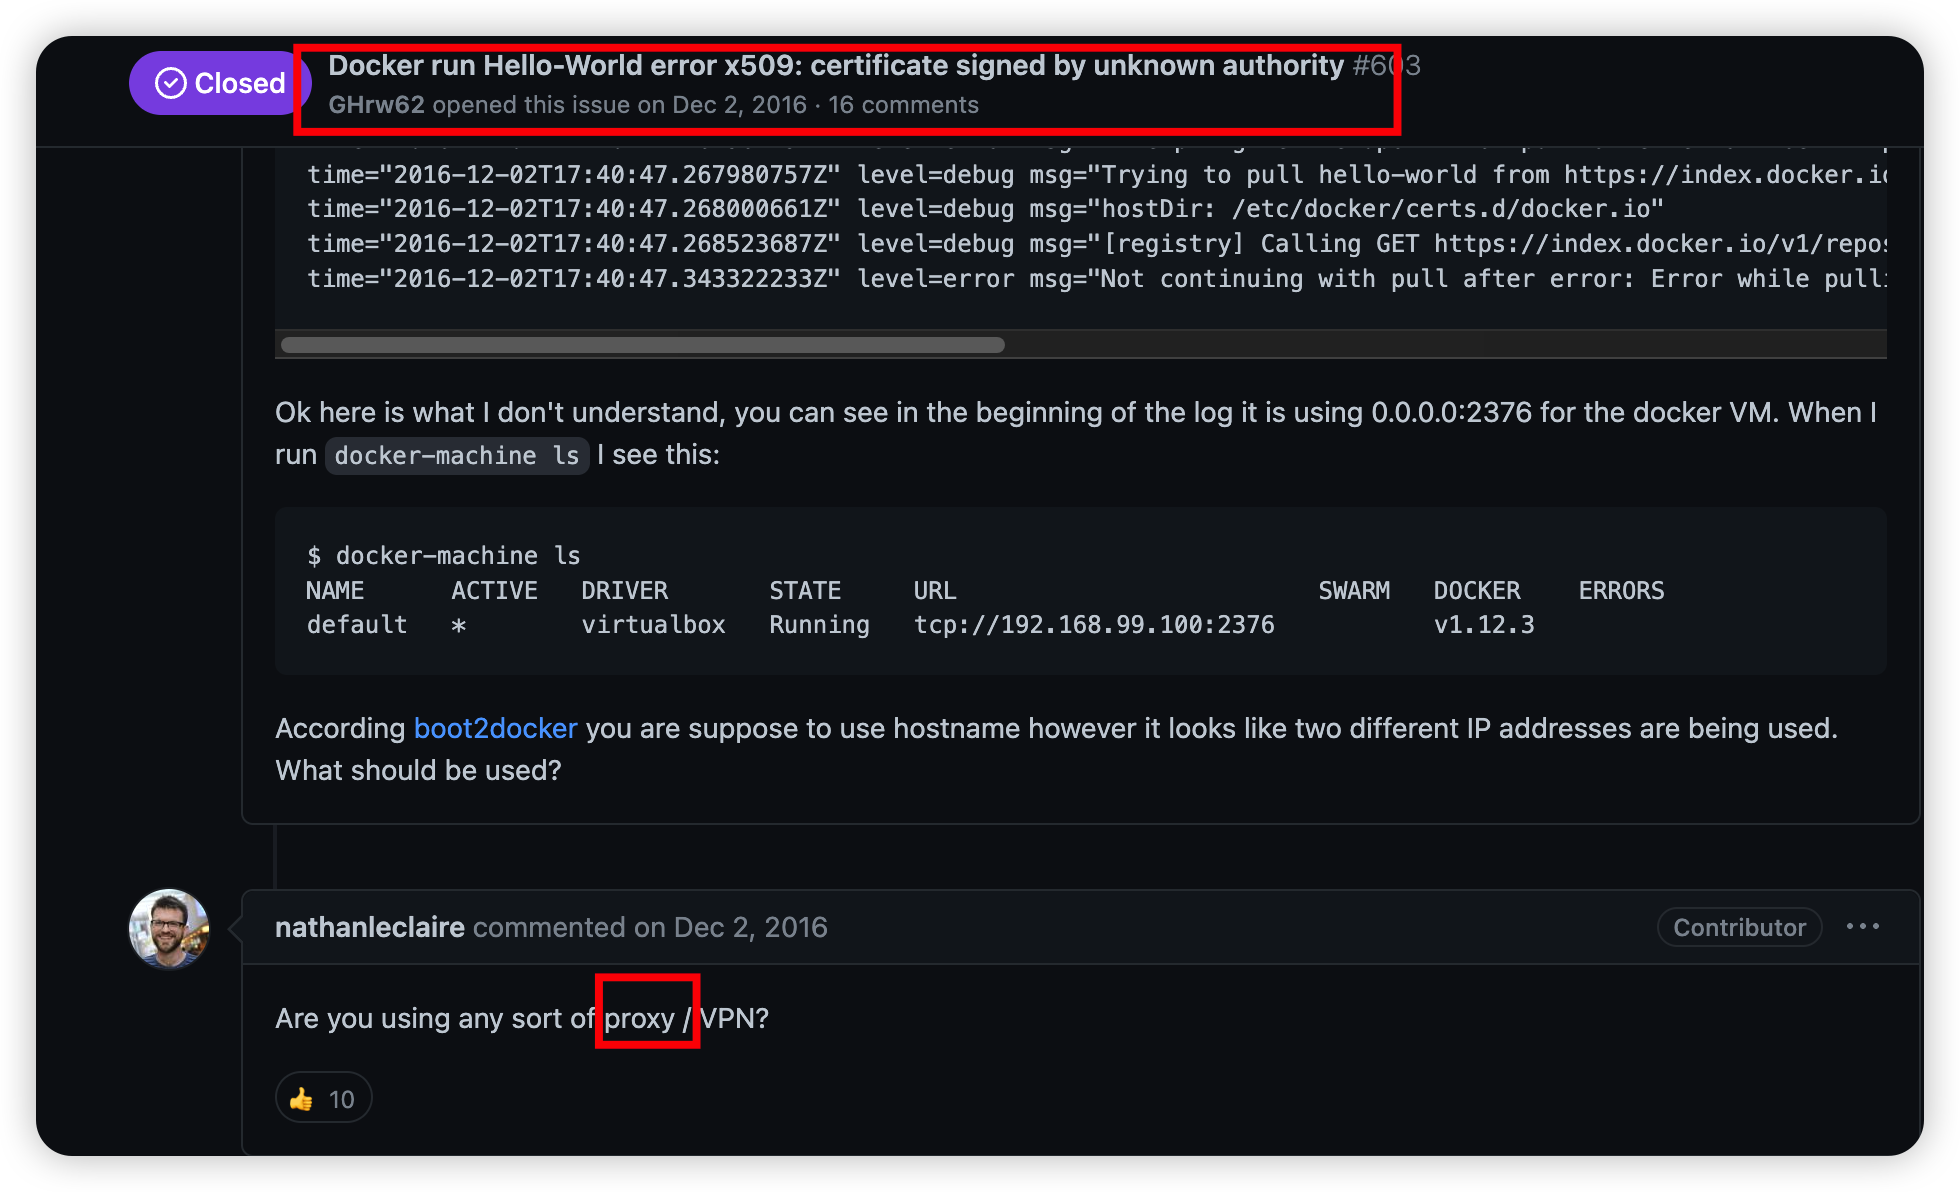 Closed
Docker run Hello-World error x509: certificate signed by unknown authority #603
GHrw62 opened this issue on Dec 2, 2016 · 16 comments
time="2016-12-02T17:40:47.267980757Z" level=debug msg="Trying to pull hello-world from https://index.docker.io
time="2016-12-02T17:40:47.268000661Z" level=debug msg="hostDir: /etc/docker/certs.d/docker.io"
time="2016-12-02T17:40:47.268523687Z" level=debug msg="[registry] Calling GET https://index.docker.io/v1/repos
time="2016-12-02T17:40:47.343322233Z" level=error msg="Not continuing with pull after error: Error while pulli
Ok here is what I don't understand, you can see in the beginning of the log it is using 0.0.0.0:2376 for the docker VM. When I
run docker-machine ls I see this:
$ docker-machine ls
NAME ACTIVE DRIVER STATE URL SWARM DOCKER ERRORS
default * virtualbox Running tcp://192.168.99.100:2376 v1.12.3
According boot2docker you are suppose to use hostname however it looks like two different IP addresses are being used.
What should be used?
nathanleclaire commented on Dec 2, 2016
Contributor ···
Are you using any sort of proxy / VPN?
👍 10